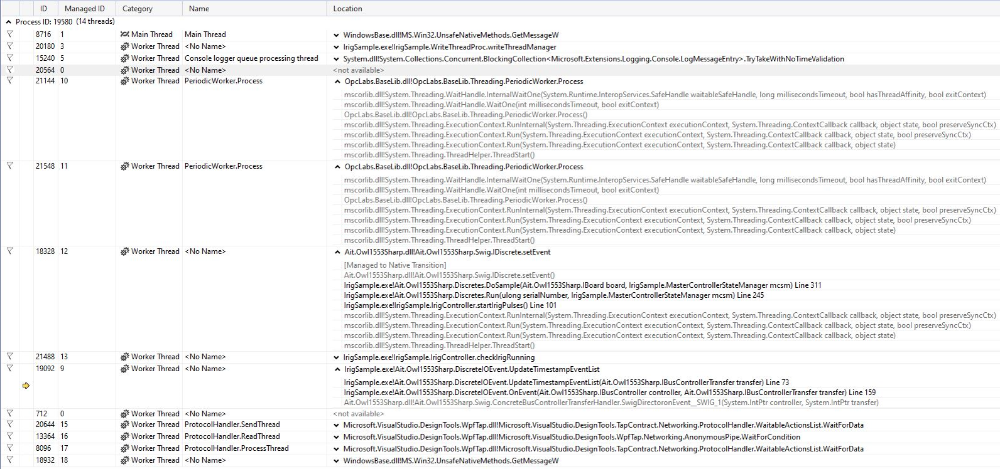 ID Managed ID Category Name Location
Process ID: 19580 (14 threads)
8716 1 Main Thread Main Thread WindowsBase.dll!MS.Win32.UnsafeNativeMethods.GetMessageW
20180 3 Worker Thread <No Name> IrigSample.exe!IrigSample.WriteThreadProc.writeThreadManager
15240 5 Worker Thread Console logger queue processing thread System.dll!System.Collections.Concurrent.BlockingCollection<Microsoft.Extensions.Logging.Console.LogMessageEntry>.TryTakeWithNoTimeValidation
20564 0 Worker Thread <No Name> <not available>
21144 10 Worker Thread PeriodicWorker.Process OpcLabs.BaseLib.dll!OpcLabs.BaseLib.Threading.PeriodicWorker.Process
mscorlib.dll!System.Threading.WaitHandle.InternalWaitOne(System.Runtime.InteropServices.SafeHandle waitableSafeHandle, long millisecondsTimeout, bool hasThreadAffinity, bool exitContext)
mscorlib.dll!System.Threading.WaitHandle.WaitOne(int millisecondsTimeout, bool exitContext)
OpcLabs.BaseLib.dll!OpcLabs.BaseLib.Threading.PeriodicWorker.Process()
mscorlib.dll!System.Threading.ExecutionContext.RunInternal(System.Threading.ExecutionContext executionContext, System.Threading.ContextCallback callback, object state, bool preserveSyncCtx)
mscorlib.dll!System.Threading.ExecutionContext.Run(System.Threading.ExecutionContext executionContext, System.Threading.ContextCallback callback, object state, bool preserveSyncCtx)
mscorlib.dll!System.Threading.ExecutionContext.Run(System.Threading.ExecutionContext executionContext, System.Threading.ContextCallback callback, object state)
mscorlib.dll!System.Threading.ThreadHelper.ThreadStart()
21548 11 Worker Thread PeriodicWorker.Process OpcLabs.BaseLib.dll!OpcLabs.BaseLib.Threading.PeriodicWorker.Process
mscorlib.dll!System.Threading.WaitHandle.InternalWaitOne(System.Runtime.InteropServices.SafeHandle waitableSafeHandle, long millisecondsTimeout, bool hasThreadAffinity, bool exitContext)
mscorlib.dll!System.Threading.WaitHandle.WaitOne(int millisecondsTimeout, bool exitContext)
OpcLabs.BaseLib.dll!OpcLabs.BaseLib.Threading.PeriodicWorker.Process()
mscorlib.dll!System.Threading.ExecutionContext.RunInternal(System.Threading.ExecutionContext executionContext, System.Threading.ContextCallback callback, object state, bool preserveSyncCtx)
mscorlib.dll!System.Threading.ExecutionContext.Run(System.Threading.ExecutionContext executionContext, System.Threading.ContextCallback callback, object state, bool preserveSyncCtx)
mscorlib.dll!System.Threading.ExecutionContext.Run(System.Threading.ExecutionContext executionContext, System.Threading.ContextCallback callback, object state)
mscorlib.dll!System.Threading.ThreadHelper.ThreadStart()
18328 12 Worker Thread <No Name> Ait.Owl1553Sharp.dll!Ait.Owl1553Sharp.Swig.IDiscrete.setEvent
[Managed to Native Transition]
Ait.Owl1553Sharp.dll!Ait.Owl1553Sharp.Swig.IDiscrete.setEvent()
IrigSample.exe!Ait.Owl1553Sharp.Discretes.DoSample(Ait.Owl1553Sharp.IBoard board, IrigSample.MasterControllerStateManager mcsm) Line 311
IrigSample.exe!Ait.Owl1553Sharp.Discretes.Run(ulong serialNumber, IrigSample.MasterControllerStateManager mcsm) Line 245
IrigSample.exe!IrigSample.IrigController.startIrigPulses() Line 101
mscorlib.dll!System.Threading.ExecutionContext.RunInternal(System.Threading.ExecutionContext executionContext, System.Threading.ContextCallback callback, object state, bool preserveSyncCtx)
mscorlib.dll!System.Threading.ExecutionContext.Run(System.Threading.ExecutionContext executionContext, System.Threading.ContextCallback callback, object state, bool preserveSyncCtx)
mscorlib.dll!System.Threading.ExecutionContext.Run(System.Threading.ExecutionContext executionContext, System.Threading.ContextCallback callback, object state)
mscorlib.dll!System.Threading.ThreadHelper.ThreadStart()
21488 13 Worker Thread <No Name> IrigSample.exe!IrigSample.IrigController.checkIrigRunning
19092 9 Worker Thread <No Name> IrigSample.exe!Ait.Owl1553Sharp.DiscreteIOEvent.UpdateTimestampEventList
IrigSample.exe!Ait.Owl1553Sharp.DiscreteIOEvent.UpdateTimestampEventList(Ait.Owl1553Sharp.IBusControllerTransfer transfer) Line 73
IrigSample.exe!Ait.Owl1553Sharp.DiscreteIOEvent.OnEvent(Ait.Owl1553Sharp.IBusController controller, Ait.Owl1553Sharp.IBusControllerTransfer transfer) Line 159
Ait.Owl1553Sharp.dll!Ait.Owl1553Sharp.Swig.ConcreteBusControllerTransferHandler.SwigDirectoronEvent__SWIG_1(System.IntPtr controller, System.IntPtr transfer)
712 0 Worker Thread <No Name> <not available>
20644 15 Worker Thread ProtocolHandler.SendThread Microsoft.VisualStudio.DesignTools.WpfTap.dll!Microsoft.VisualStudio.DesignTools.TapContract.Networking.ProtocolHandler.WaitableActionsList.WaitForData
13364 16 Worker Thread ProtocolHandler.ReadThread Microsoft.VisualStudio.DesignTools.WpfTap.dll!Microsoft.VisualStudio.DesignTools.WpfTap.Networking.AnonymousPipe.WaitForCondition
8096 17 Worker Thread ProtocolHandler.ProcessThread Microsoft.VisualStudio.DesignTools.WpfTap.dll!Microsoft.VisualStudio.DesignTools.TapContract.Networking.ProtocolHandler.WaitableActionsList.WaitForData
18932 18 Worker Thread <No Name> WindowsBase.dll!MS.Win32.UnsafeNativeMethods.GetMessageW